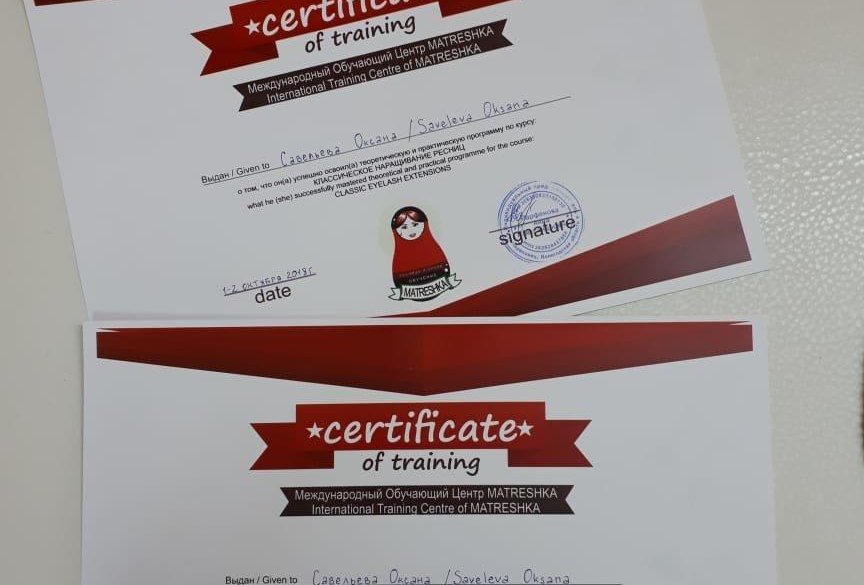 certific
of training
Международный Обучающий Центр MATRESHKA
International Training Centre of MATRESHKA
Выдан / Given to Савельева Оксана / Saveleva Oksana
о том, что он(а) успешно освоил(а) теоретическую и практическую программу по курсу:
КЛАССИЧЕСКОЕ НАРАЩИВАНИЕ РЕСНИЦ
what he (she) successfully mastered theoretical and practical programme for the course:
CLASSIC EYELASH EXTENSIONS
Парфенова
signature
1-2 октября 2018г.
date
ОБУЧЕНИЕ
MATRESHKA
certificate
of training
Международный Обучающий Центр MATRESHKA
International Training Centre of MATRESHKA
Выдан / Given to Савельева Оксана / Saveleva Oksana